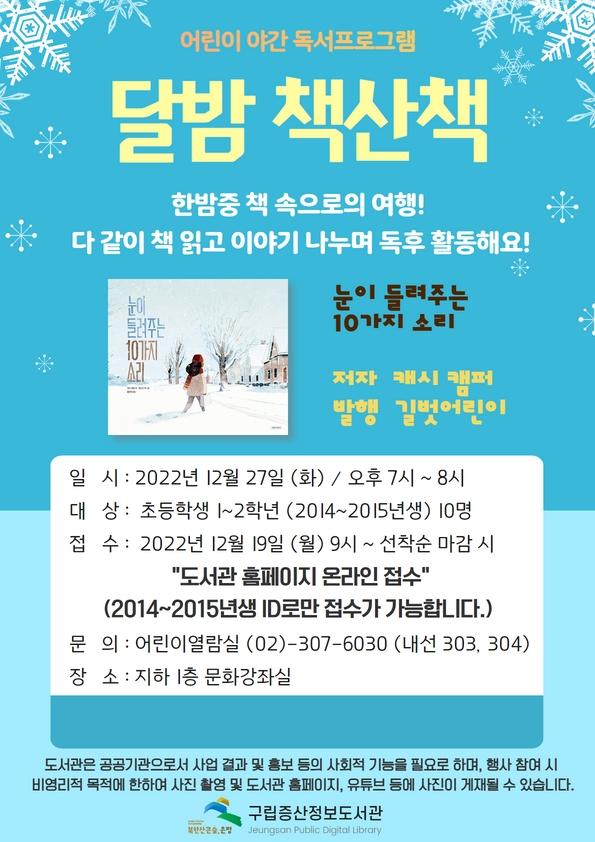 어린이 야간 독서프로그램
달밤 책산책
한밤중 책 속으로의 여행!
다 같이 책 읽고 이야기 나누며 독후 활동해요!
눈이
들려주는
10가지
소리
눈이 들려주는
10가지 소리
저자 캐시 캠퍼
발행 길벗어린이
일 시 : 2022년 12월 27일 (화) / 오후 7시 ~ 8시
대 상 : 초등학생 1~2학년 (2014~2015년생) 10명
접 수 : 2022년 12월 19일 (월) 9시 ~ 선착순 마감 시
"도서관 홈페이지 온라인 접수"
(2014~2015년생 ID로만 접수가 가능합니다.)
문 의 : 어린이열람실 (02)-307-6030 (내선 303, 304)
장 소 : 지하 1층 문화강좌실
도서관은 공공기관으로서 사업 결과 및 홍보 등의 사회적 기능을 필요로 하며, 행사 참여 시
비영리적 목적에 한하여 사진 촬영 및 도서관 홈페이지, 유튜브 등에 사진이 게재될 수 있습니다.
북한산큰숲, 은평
구립증산정보도서관
Jeungsan Public Digital Library